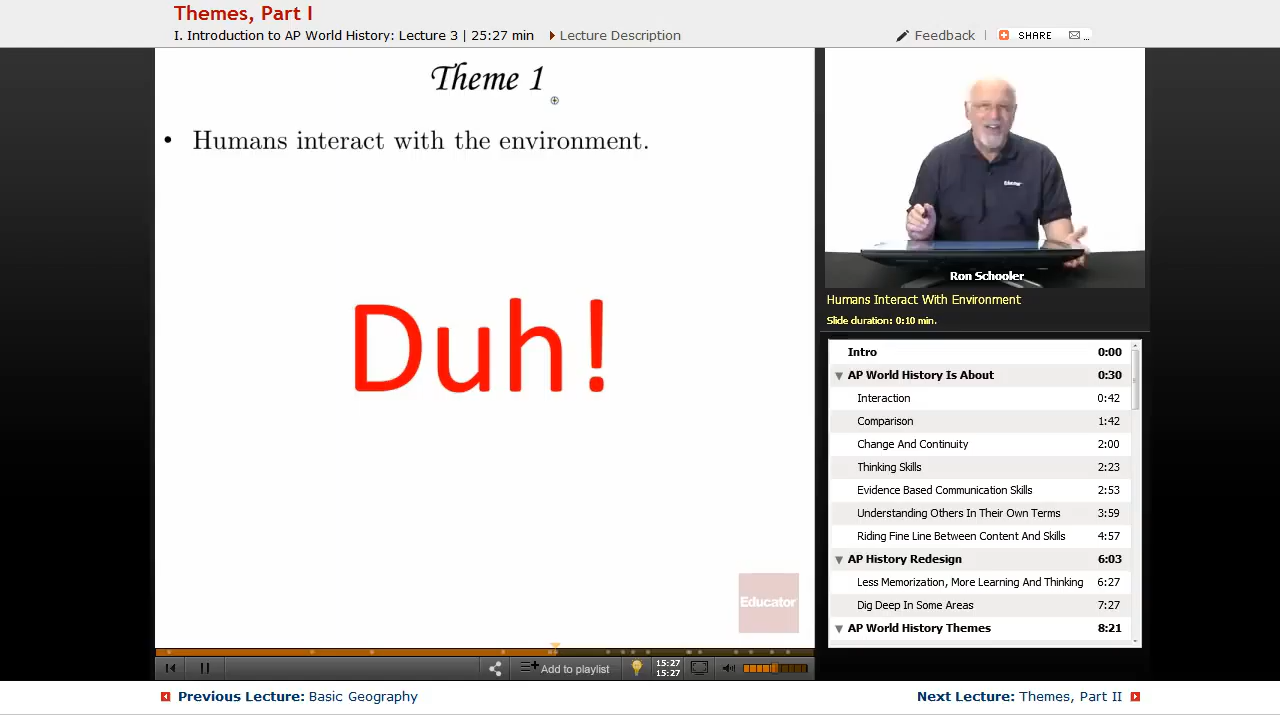 Themes, Part I
I. Introduction to AP World History: Lecture 3 | 25:27 min
Lecture Description
Feedback
SHARE
...
Theme 1
• Humans interact with the environment.
Duh!
Educator
Educator
Ron Schooler
Humans Interact With Environment
Slide duration: 0:10 min.
Intro 0:00
AP World History Is About 0:30
Interaction 0:42
Comparison 1:42
Change And Continuity 2:00
Thinking Skills 2:23
Evidence Based Communication Skills 2:53
Understanding Others In Their Own Terms 3:59
Riding Fine Line Between Content And Skills 4:57
AP History Redesign 6:03
Less Memorization, More Learning And Thinking 6:27
Dig Deep In Some Areas 7:27
AP World History Themes 8:21
Add to playlist
15:27
15:27
Previous Lecture: Basic Geography
Next Lecture: Themes, Part II